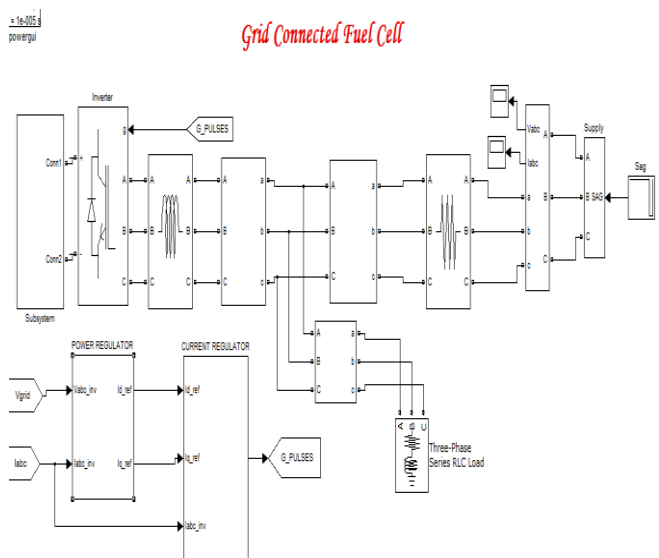 = 1e-005 s
powergui
Grid Connected Fuel Cell
Inverter
g
G_PULSES
Conn1
Conn2
+
-
A
B
C
A
B
C
A
B
C
A
B
C
a
b
c
A
B
C
a
b
c
A
B
C
A
B
C
Vabc
Iabc
a
b
c
A
B
C
Supply
A
B
C
SAG
Sag
Subsystem
A
B
C
a
b
c
A
B
C
Three-Phase
Series RLC Load
POWER REGULATOR
CURRENT REGULATOR
Vgrid
Vabc_inv
Id_ref
Id_ref
Iabc
Iabc_inv
Iq_ref
Iq_ref
G_PULSES
Iabc_inv